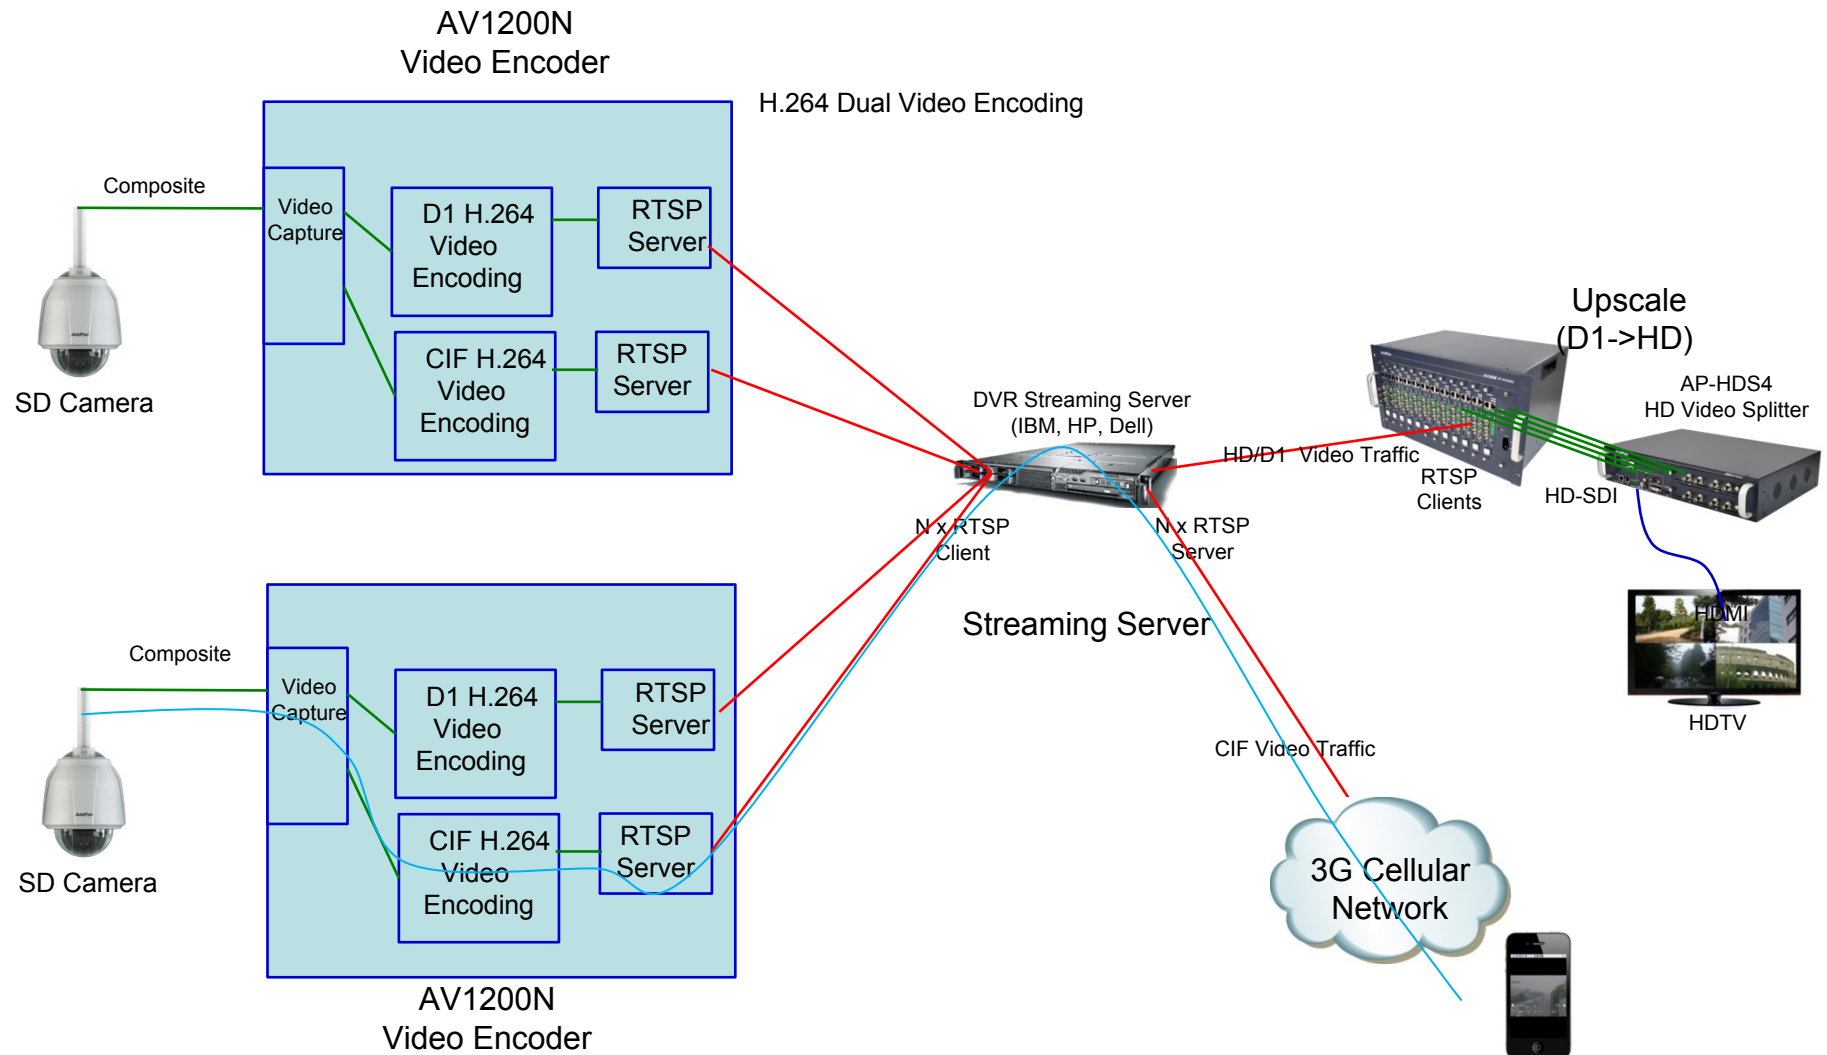 AV1200N
Video Encoder
H.264 Dual Video Encoding
Composite
Video
Capture
D1 H.264
Video
Encoding
RTSP
Server
CIF H.264
Video
Encoding
RTSP
Server
SD Camera
Upscale
(D1->HD)
AP-HDS4
HD Video Splitter
DVR Streaming Server
(IBM, HP, Dell)
HD/D1 Video Traffic
RTSP
Clients
HD-SDI
N x RTSP
Client
N x RTSP
Server
Streaming Server
HDMI
HDTV
Composite
Video
Capture
D1 H.264
Video
Encoding
RTSP
Server
CIF H.264
Video
Encoding
RTSP
Server
SD Camera
CIF Video Traffic
3G Cellular
Network
AV1200N
Video Encoder